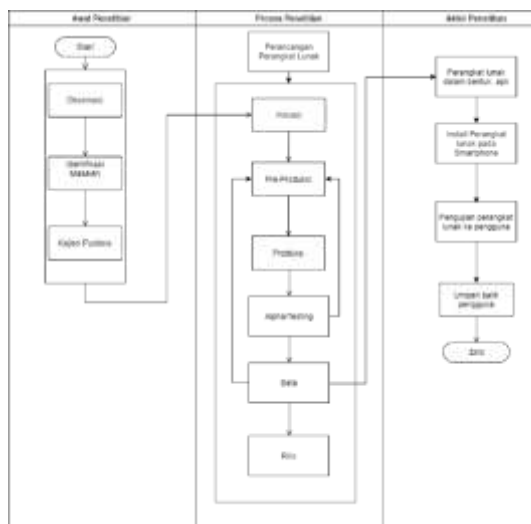 Awal Penelitian
Proses Penelitian
Akhir Penelitian
Start
Observasi
Identifikasi
Masalah
Kajian Pustaka
Perancangan
Perangkat Lunak
Inisiasi
Pre-Produksi
Produksi
Alpha Testing
Beta
Rilis
Perangkat lunak
dalam bentuk .apk
Install Perangkat
lunak pada
Smartphone
Pengujian perangkat
lunak ke pengguna
Umpan balik
pengguna